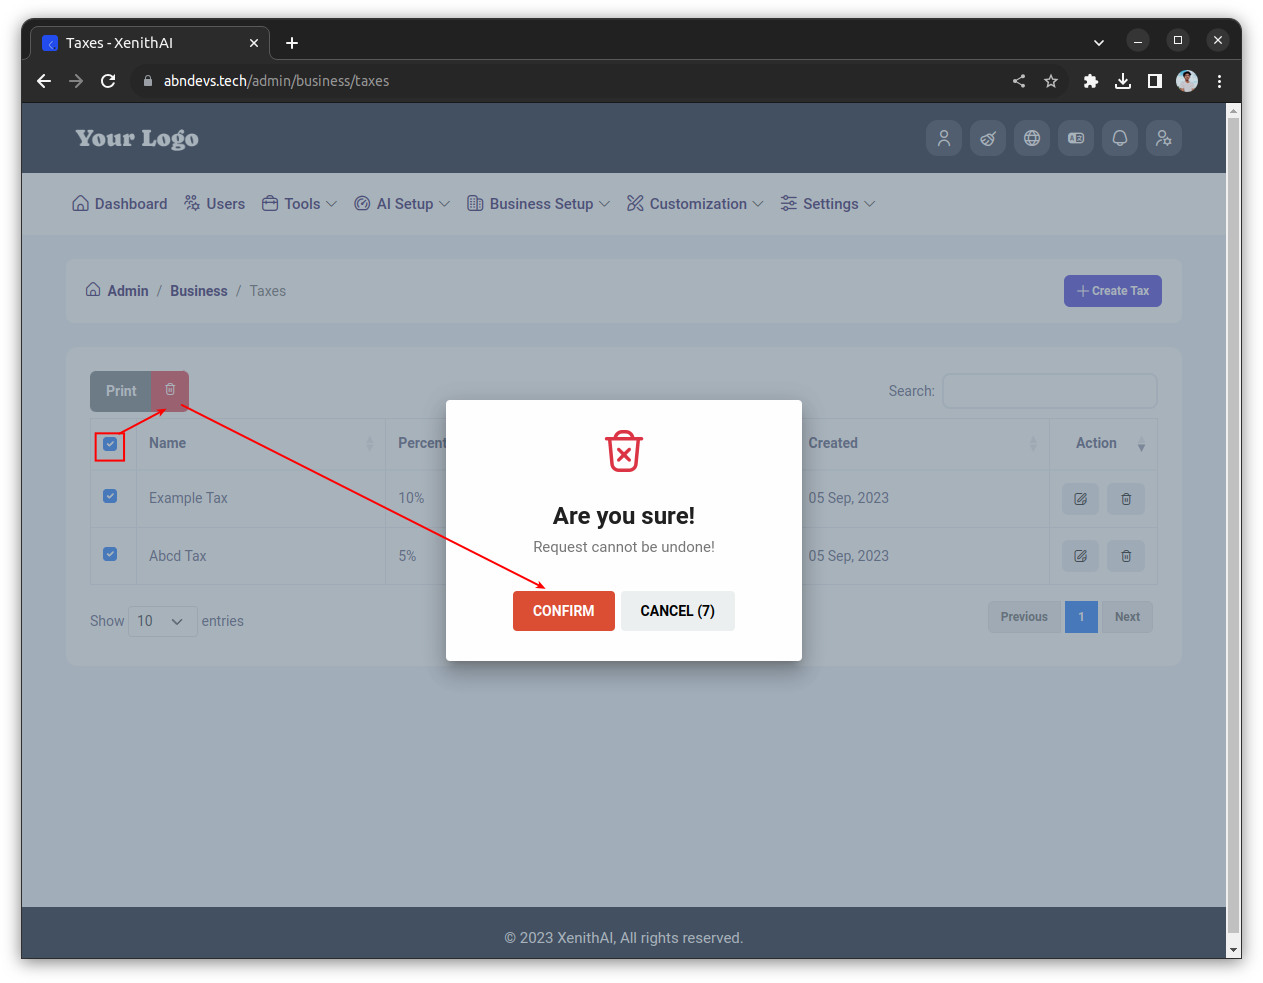 Taxes - XenithAI
abndevs.tech/admin/business/taxes
Your Logo
Dashboard Users Tools AI Setup Business Setup Customization Settings
Admin / Business / Taxes
Create Tax
Print
Search:
Name Percent Created Action
Example Tax 10% 05 Sep, 2023
Abcd Tax 5% 05 Sep, 2023
Show 10 entries
Previous 1 Next
Are you sure!
Request cannot be undone!
CONFIRM CANCEL (7)
© 2023 XenithAI, All rights reserved.